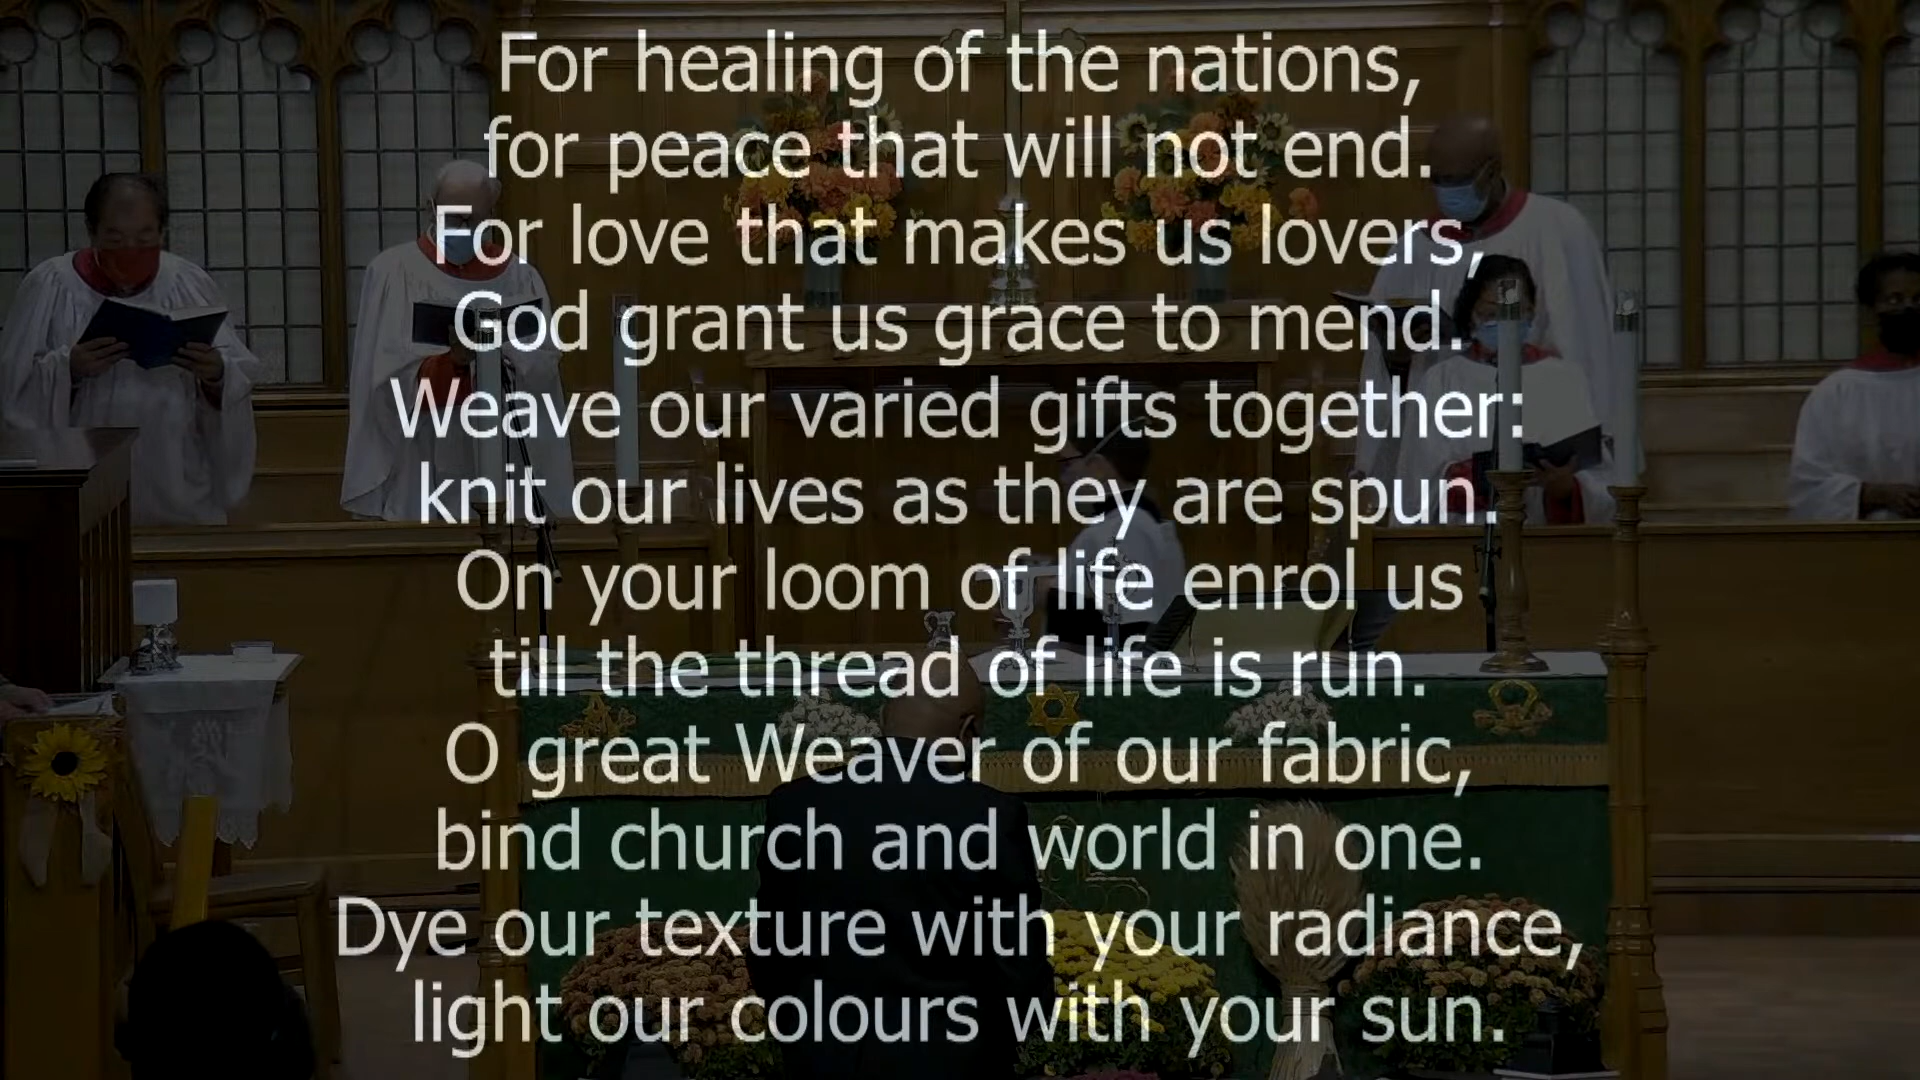 For healing of the nations,
for peace that will not end.
For love that makes us lovers,
God grant us grace to mend.
Weave our varied gifts together:
knit our lives as they are spun.
On your loom of life enrol us
till the thread of life is run.
O great Weaver of our fabric,
bind church and world in one.
Dye our texture with your radiance,
light our colours with your sun.